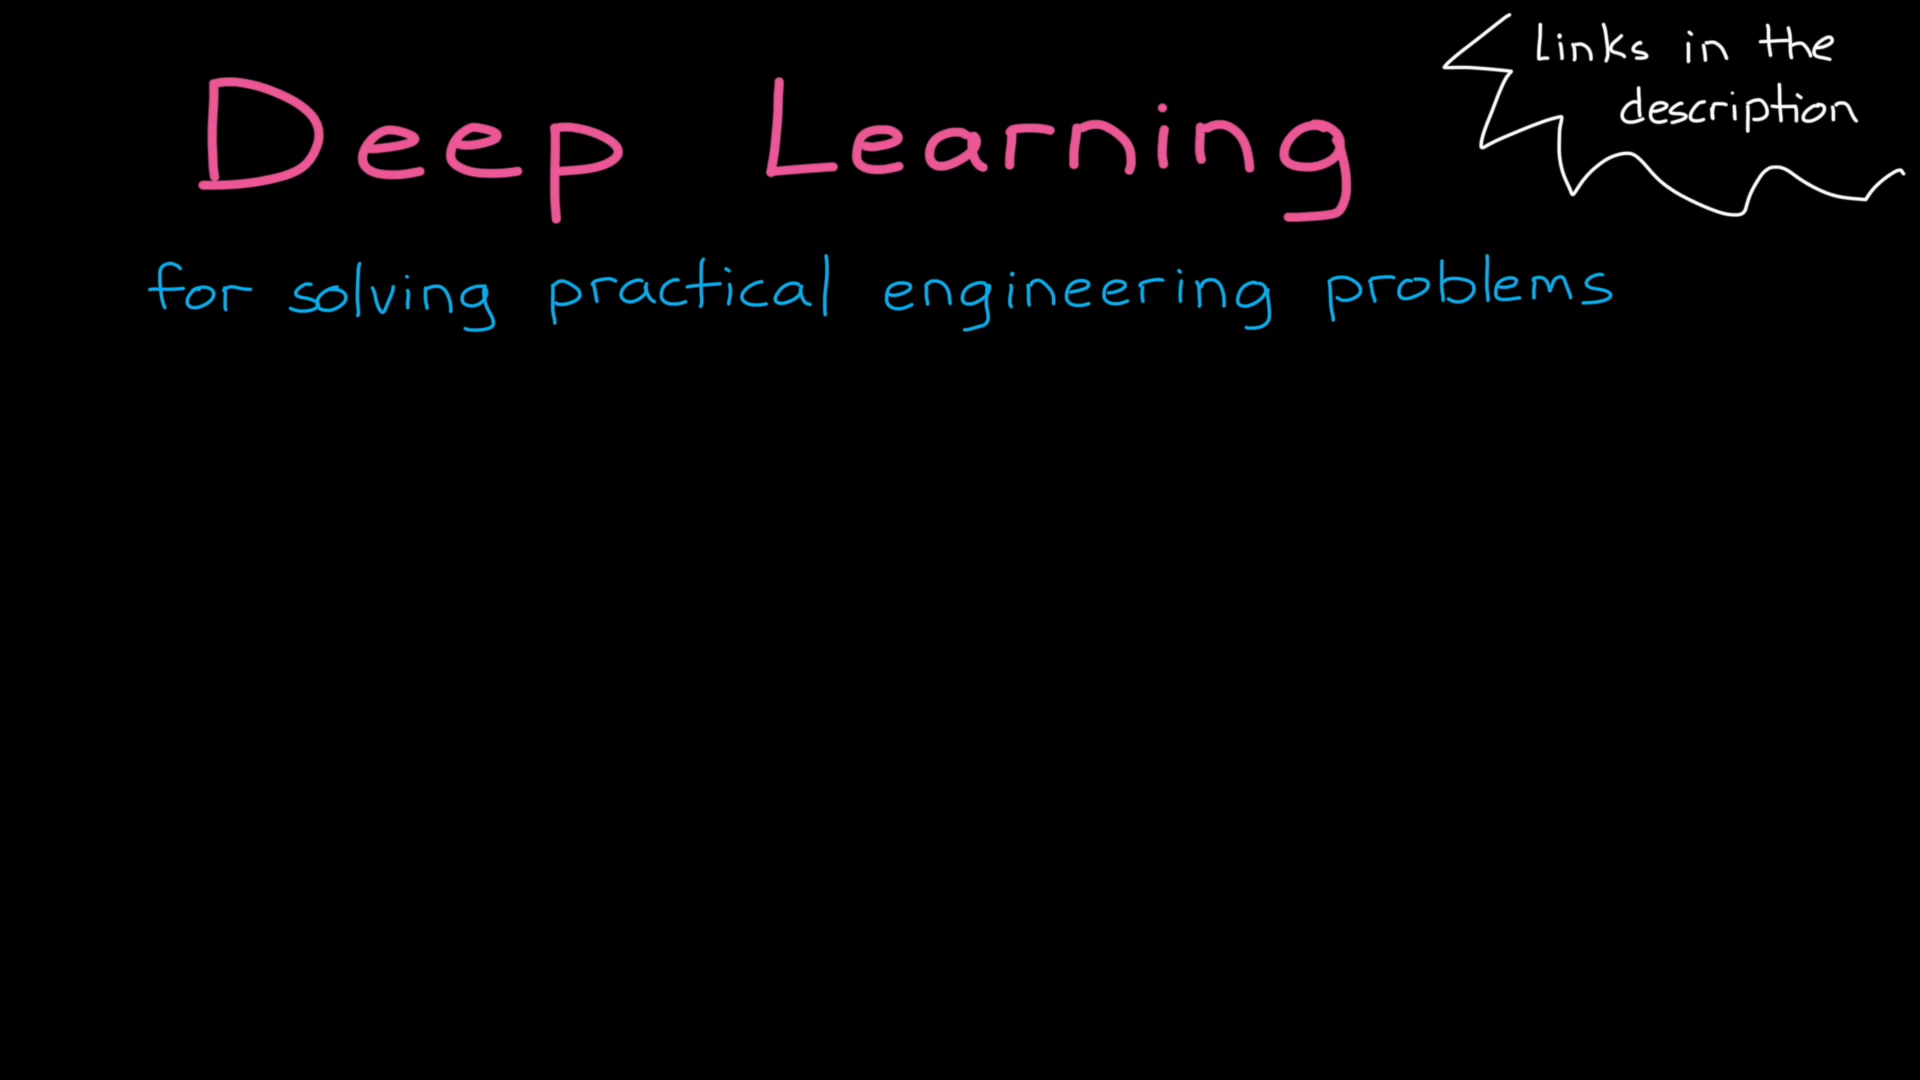 Deep Learning
for solving practical engineering problems
Links in the
description